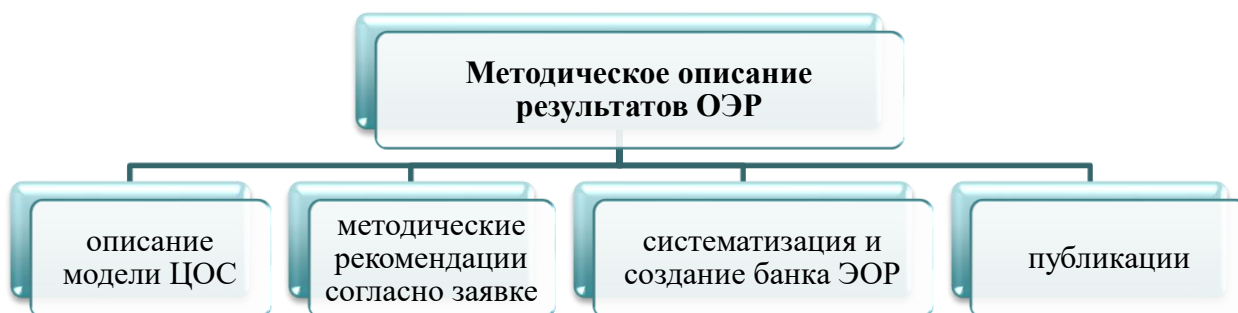 Методическое описание
результатов ОЭР
описание
модели ЦОС
методические
рекомендации
согласно заявке
систематизация и
создание банка ЭОР
публикации